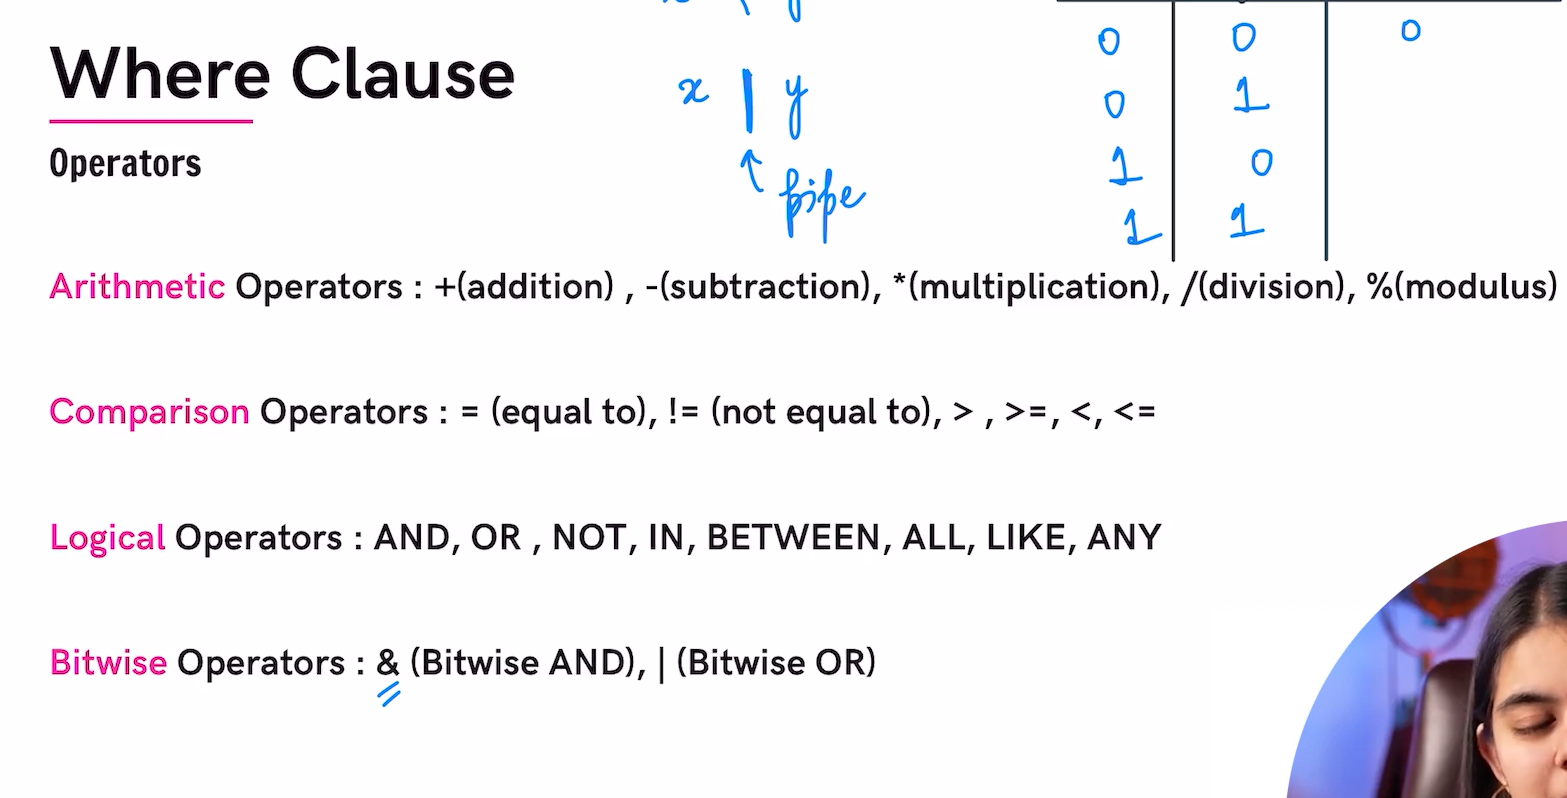 Where Clause
Operators
x | y
pipe
0 0 0
0 1
1 0
1 1
Arithmetic Operators : +(addition) , -(subtraction), *(multiplication), /(division), %(modulus)
Comparison Operators : = (equal to), != (not equal to), > , >=, <, <=
Logical Operators : AND, OR , NOT, IN, BETWEEN, ALL, LIKE, ANY
Bitwise Operators : & (Bitwise AND), | (Bitwise OR)